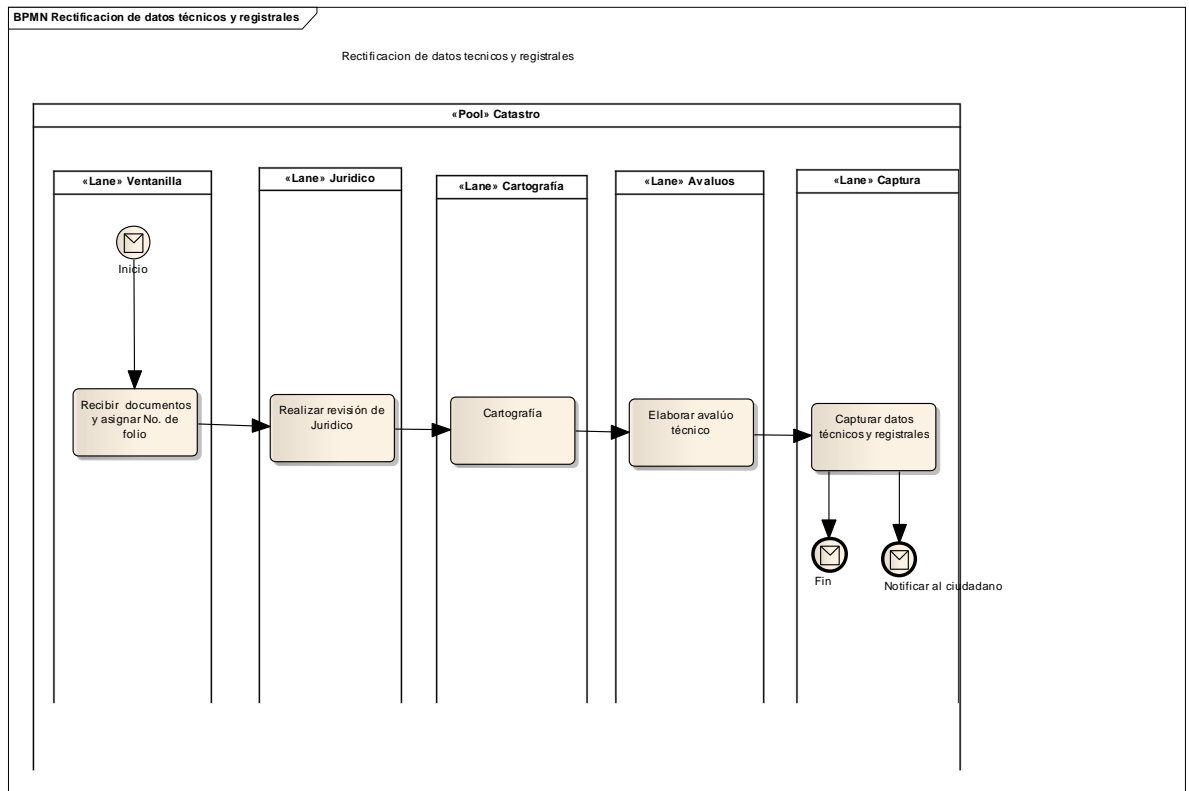 BPMN Rectificacion de datos técnicos y registrales
Rectificacion de datos tecnicos y registrales
«Pool» Catastro
«Lane» Ventanilla
«Lane» Juridico
«Lane» Cartografía
«Lane» Avaluos
«Lane» Captura
Inicio
Recibir documentos
y asignar No. de
folio
Realizar revisión de
Juridico
Cartografía
Elaborar avalúo
técnico
Capturar datos
técnicos y registrales
Fin
Notificar al ciudadano